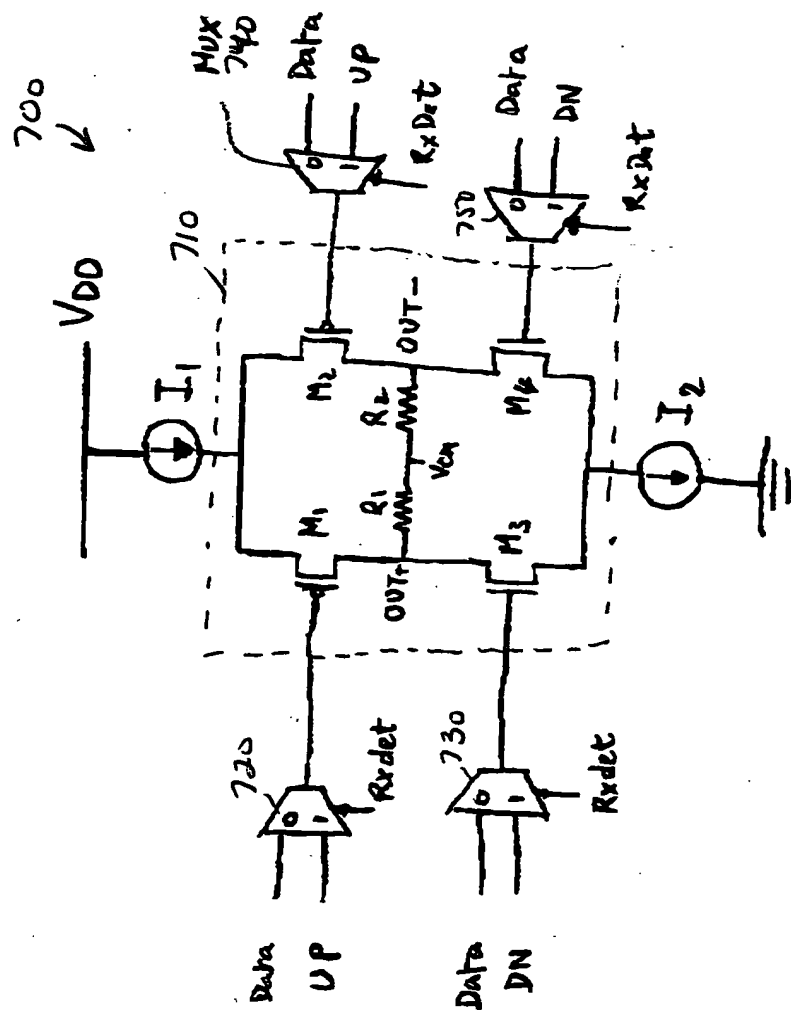 700
VDD
I1
710
MUX
740
Data
UP
RxDet
0
1
720
Data
UP
0
1
Rxdet
M1
M2
OUT+
R1
VCM
R2
OUT-
730
Data
DN
0
1
Rxdet
M3
M4
750
Data
DN
0
1
RxDet
I2